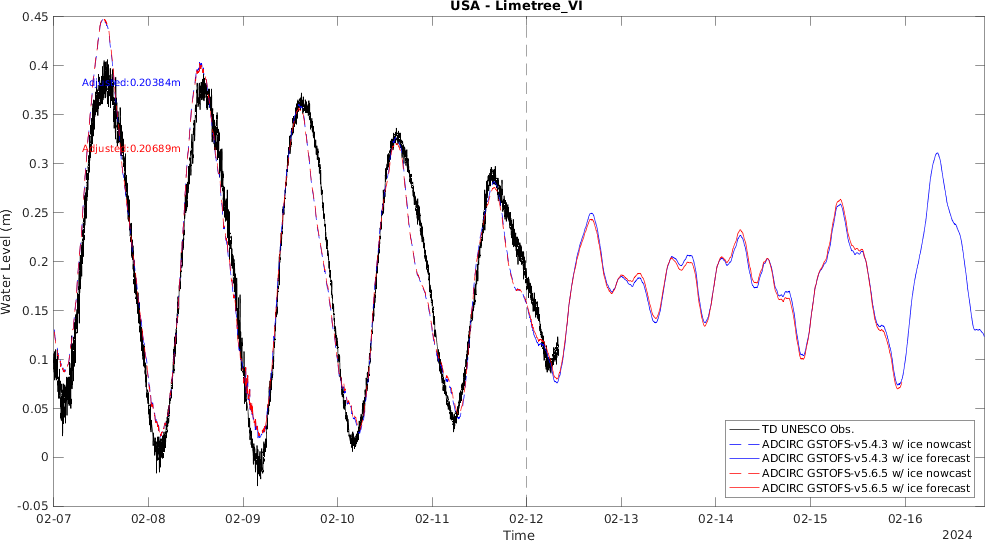 USA - Limetree_VI
0.45
0.4
0.35
0.3
0.25
0.2
0.15
0.1
0.05
0
-0.05
Water Level (m)
Adjusted:0.20384m
Adjusted:0.20689m
TD UNESCO Obs.
ADCIRC GSTOFS-v5.4.3 w/ ice nowcast
ADCIRC GSTOFS-v5.4.3 w/ ice forecast
ADCIRC GSTOFS-v5.6.5 w/ ice nowcast
ADCIRC GSTOFS-v5.6.5 w/ ice forecast
02-07 02-08 02-09 02-10 02-11 02-12 02-13 02-14 02-15 02-16
Time
2024